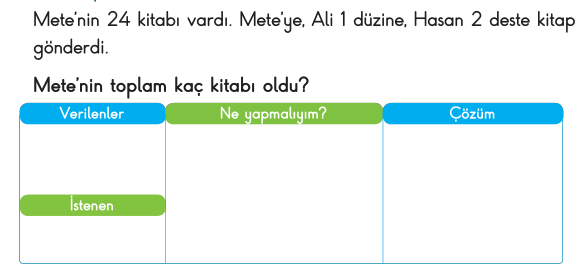 Mete'nin 24 kitabı vardı. Mete'ye, Ali 1 düzine, Hasan 2 deste kitap
gönderdi.
Mete'nin toplam kaç kitabı oldu?
Verilenler
Ne yapmalıyım?
Çözüm
İstenen